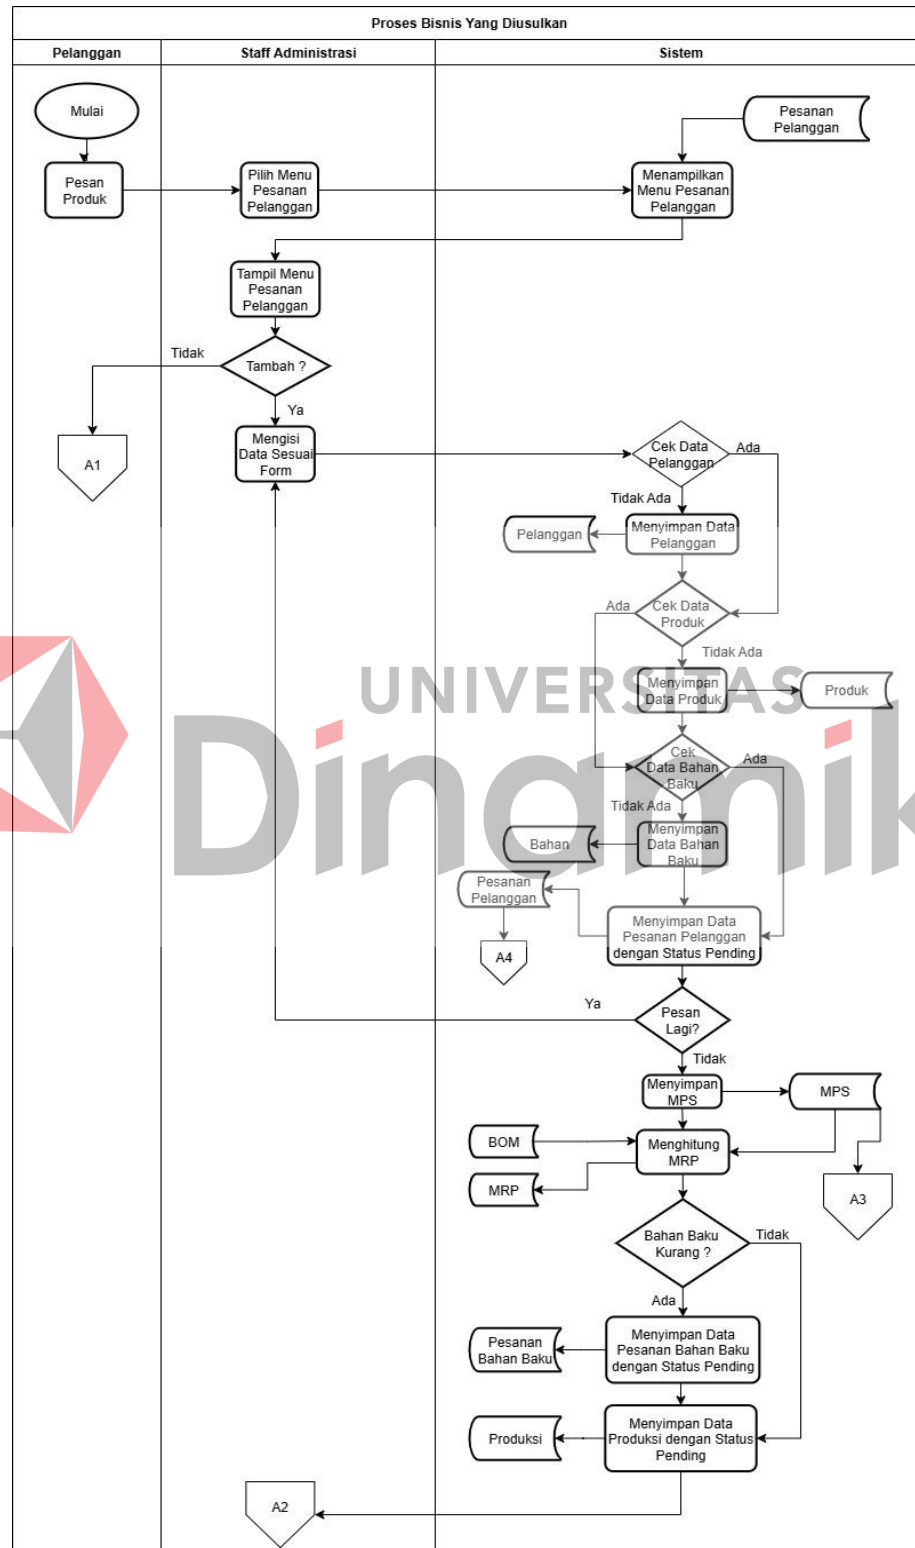 Proses Bisnis Yang Diusulkan
Pelanggan
Staff Administrasi
Sistem
Mulai
Pesanan
Pelanggan
Pesan
Produk
Pilih Menu
Pesanan
Pelanggan
Menampilkan
Menu Pesanan
Pelanggan
Tampil Menu
Pesanan
Pelanggan
Tidak
Tambah ?
Ya
A1
Mengisi
Data Sesuai
Form
Cek Data
Pelanggan
Ada
Tidak Ada
Pelanggan
Menyimpan Data
Pelanggan
Ada
Cek Data
Produk
Tidak Ada
UNIVERSITAS
Dinamik
Menyimpan
Data Produk
Produk
Cek
Data Bahan
Baku
Ada
Tidak Ada
Bahan
Menyimpan
Data Bahan
Baku
Pesanan
Pelanggan
Menyimpan Data
Pesanan Pelanggan
dengan Status Pending
A4
Ya
Pesan
Lagi?
Tidak
Menyimpan
MPS
MPS
BOM
Menghitung
MRP
MRP
A3
Bahan Baku
Kurang ?
Tidak
Ada
Pesanan
Bahan Baku
Menyimpan Data
Pesanan Bahan Baku
dengan Status Pending
Produksi
Menyimpan Data
Produksi dengan Status
Pending
A2